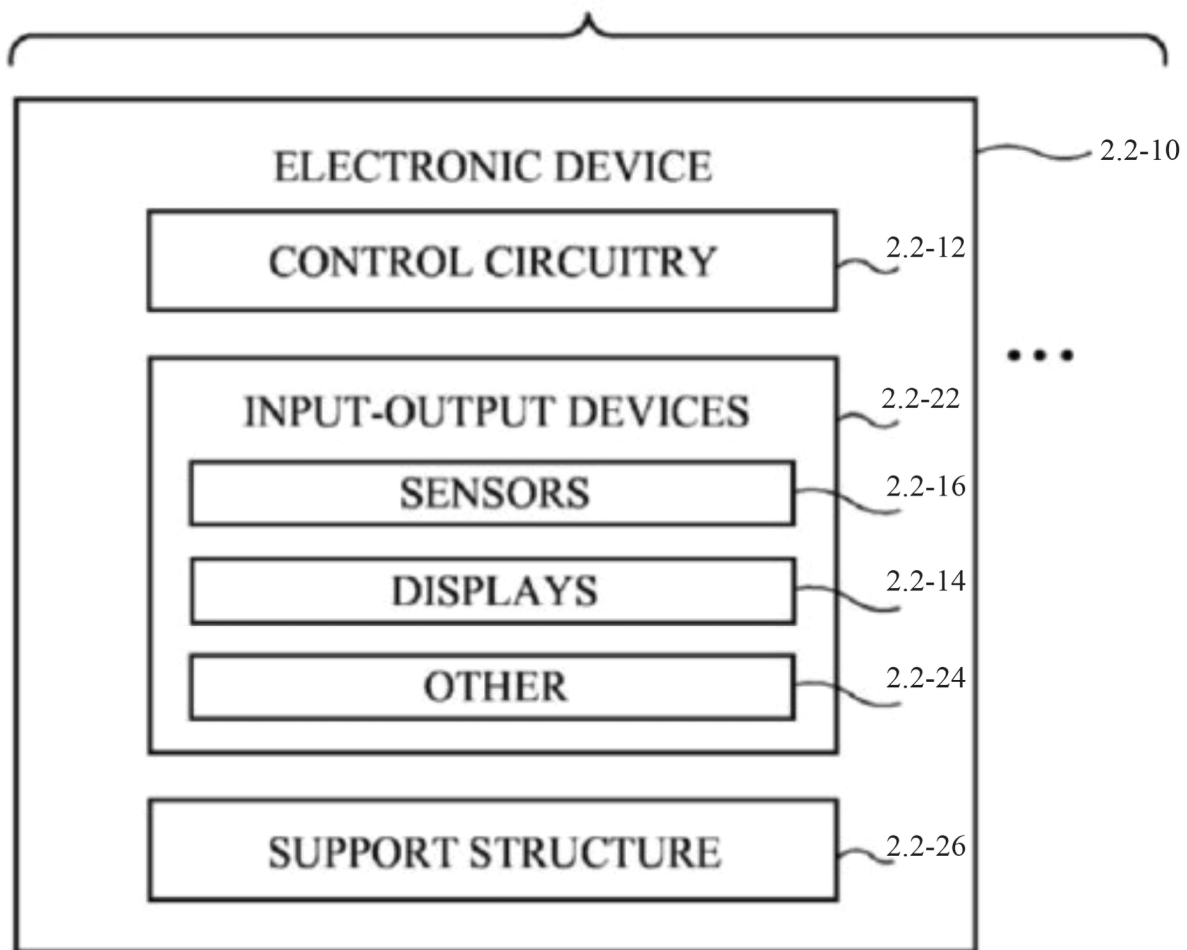 2.2-10
ELECTRONIC DEVICE
CONTROL CIRCUITRY
2.2-12
INPUT-OUTPUT DEVICES
2.2-22
SENSORS
2.2-16
DISPLAYS
2.2-14
OTHER
2.2-24
SUPPORT STRUCTURE
2.2-26